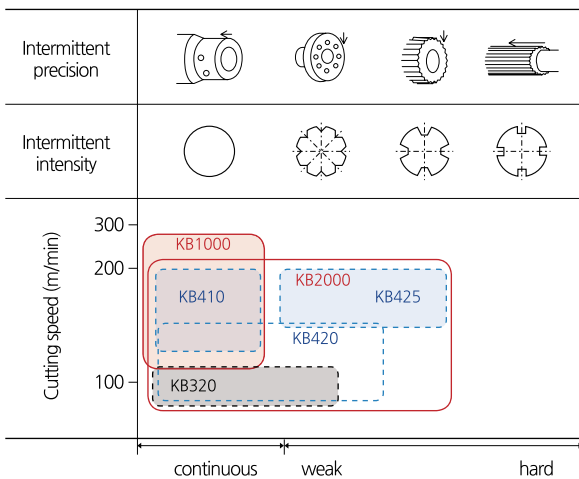 Intermittent
precision
Intermittent
intensity
Cutting speed (m/min)
300
200
100
KB1000
KB2000
KB410
KB425
KB420
KB320
continuous
weak
hard